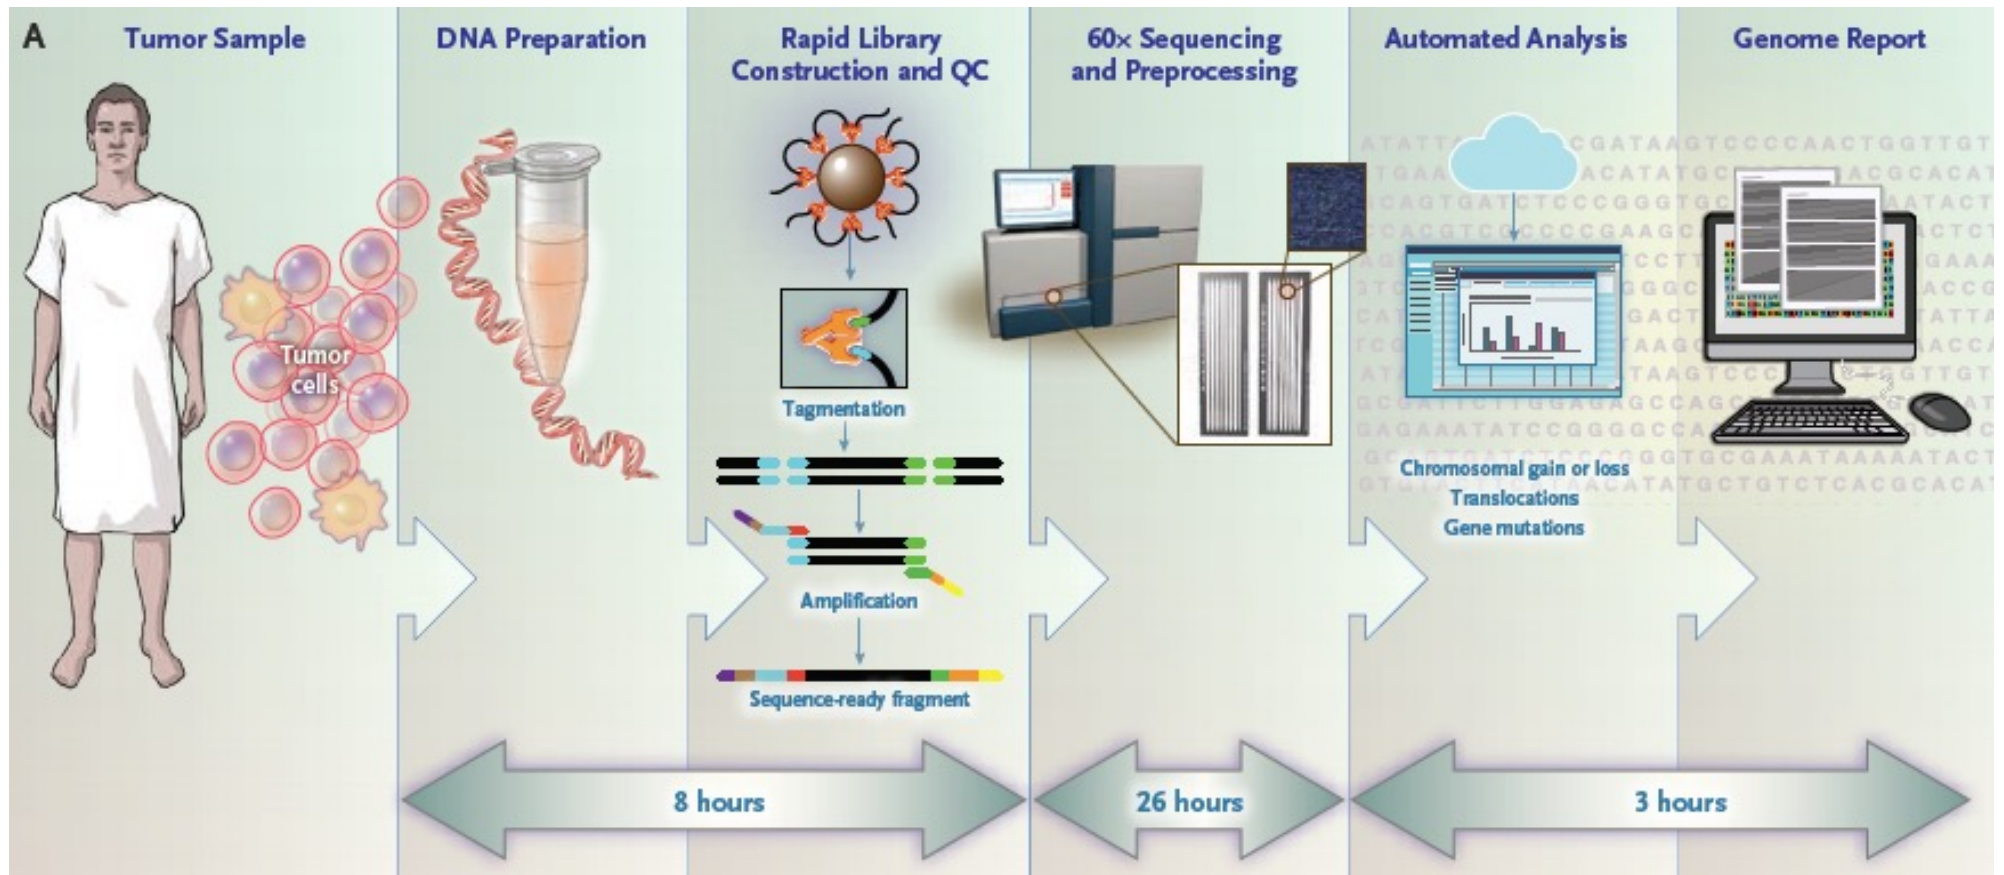 A
Tumor Sample
DNA Preparation
Rapid Library
Construction and QC
60× Sequencing
and Preprocessing
Automated Analysis
Genome Report
Tumor
cells
Tagmentation
Amplification
Sequence-ready fragment
Chromosomal gain or loss
Translocations
Gene mutations
8 hours
26 hours
3 hours